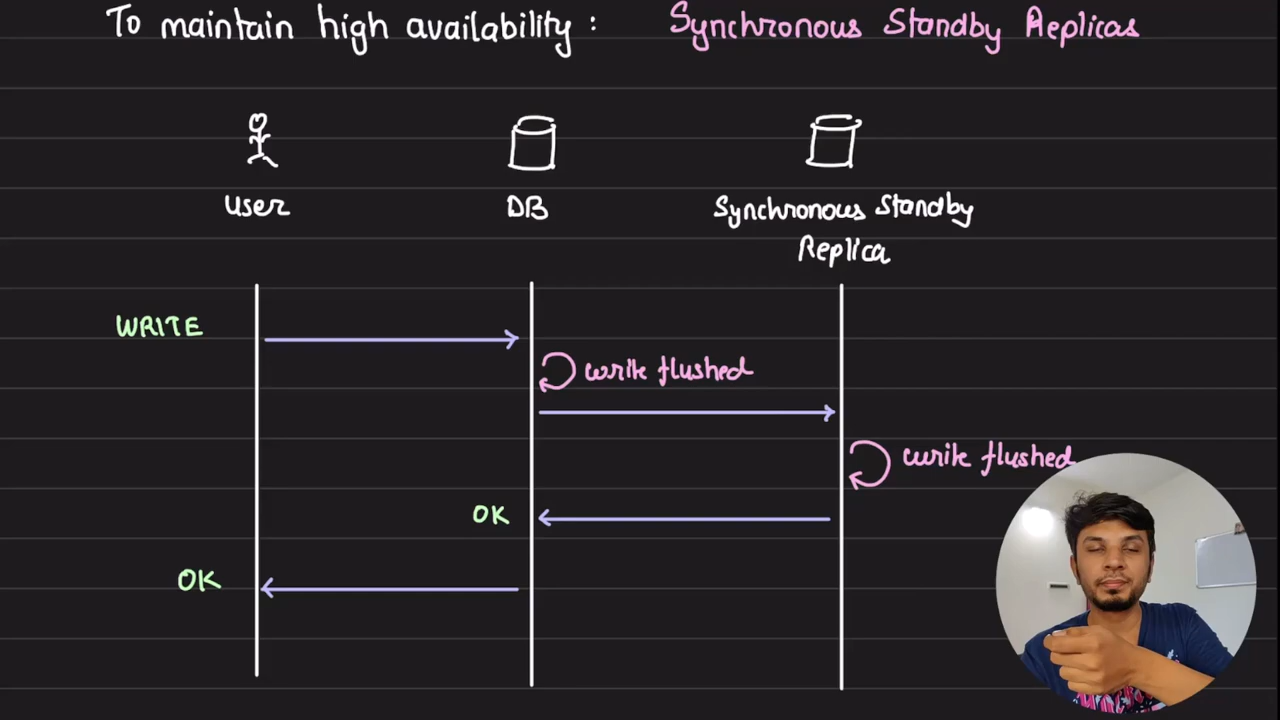 To maintain high availability : Synchronous Standby Replicas
User
DB
Synchronous Standby
Replica
WRITE
write flushed
write flushed
OK
OK